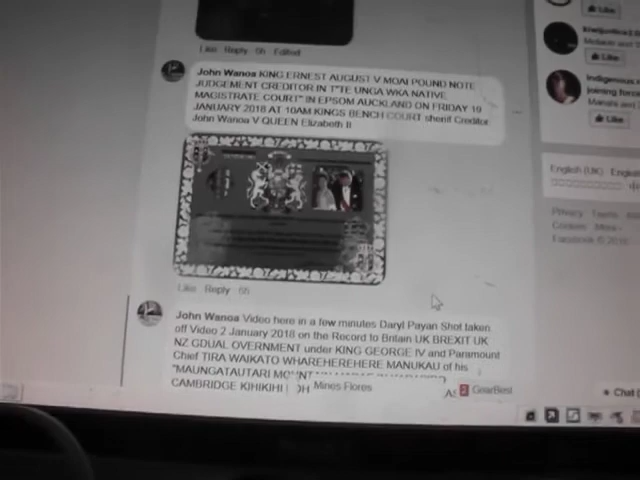 Like Reply 6h Edited
John Wanoa KING ERNEST AUGUST V MOAI POUND NOTE
JUDGEMENT CREDITOR IN T"TE UNGA WKA NATIVE
MAGISTRATE COURT" IN EPSOM AUCKLAND ON FRIDAY 19
JANUARY 2018 AT 10AM KINGS BENCH COURT sherif Creditor
John Wanoa V QUEEN Elizabeth II
Like Reply 6h
John Wanoa Video here in a few minutes Daryl Payan Shot taken
off Video 2 January 2018 on the Record to Britain UK BREXIT UK
NZ GDUAL OVERNMENT under KING GEORGE IV and Paramount
Chief TIRA WAIKATO WHAREHEREHERE MANUKAU of his
"MAUNGATAUTARI
CAMBRIDGE KIHIKIHI
Mines Flores
GearBest
Like
Like
Indigenous
joining
Like
English (UK)
Privacy Terms
Cookies More
Facebook ©
Chat